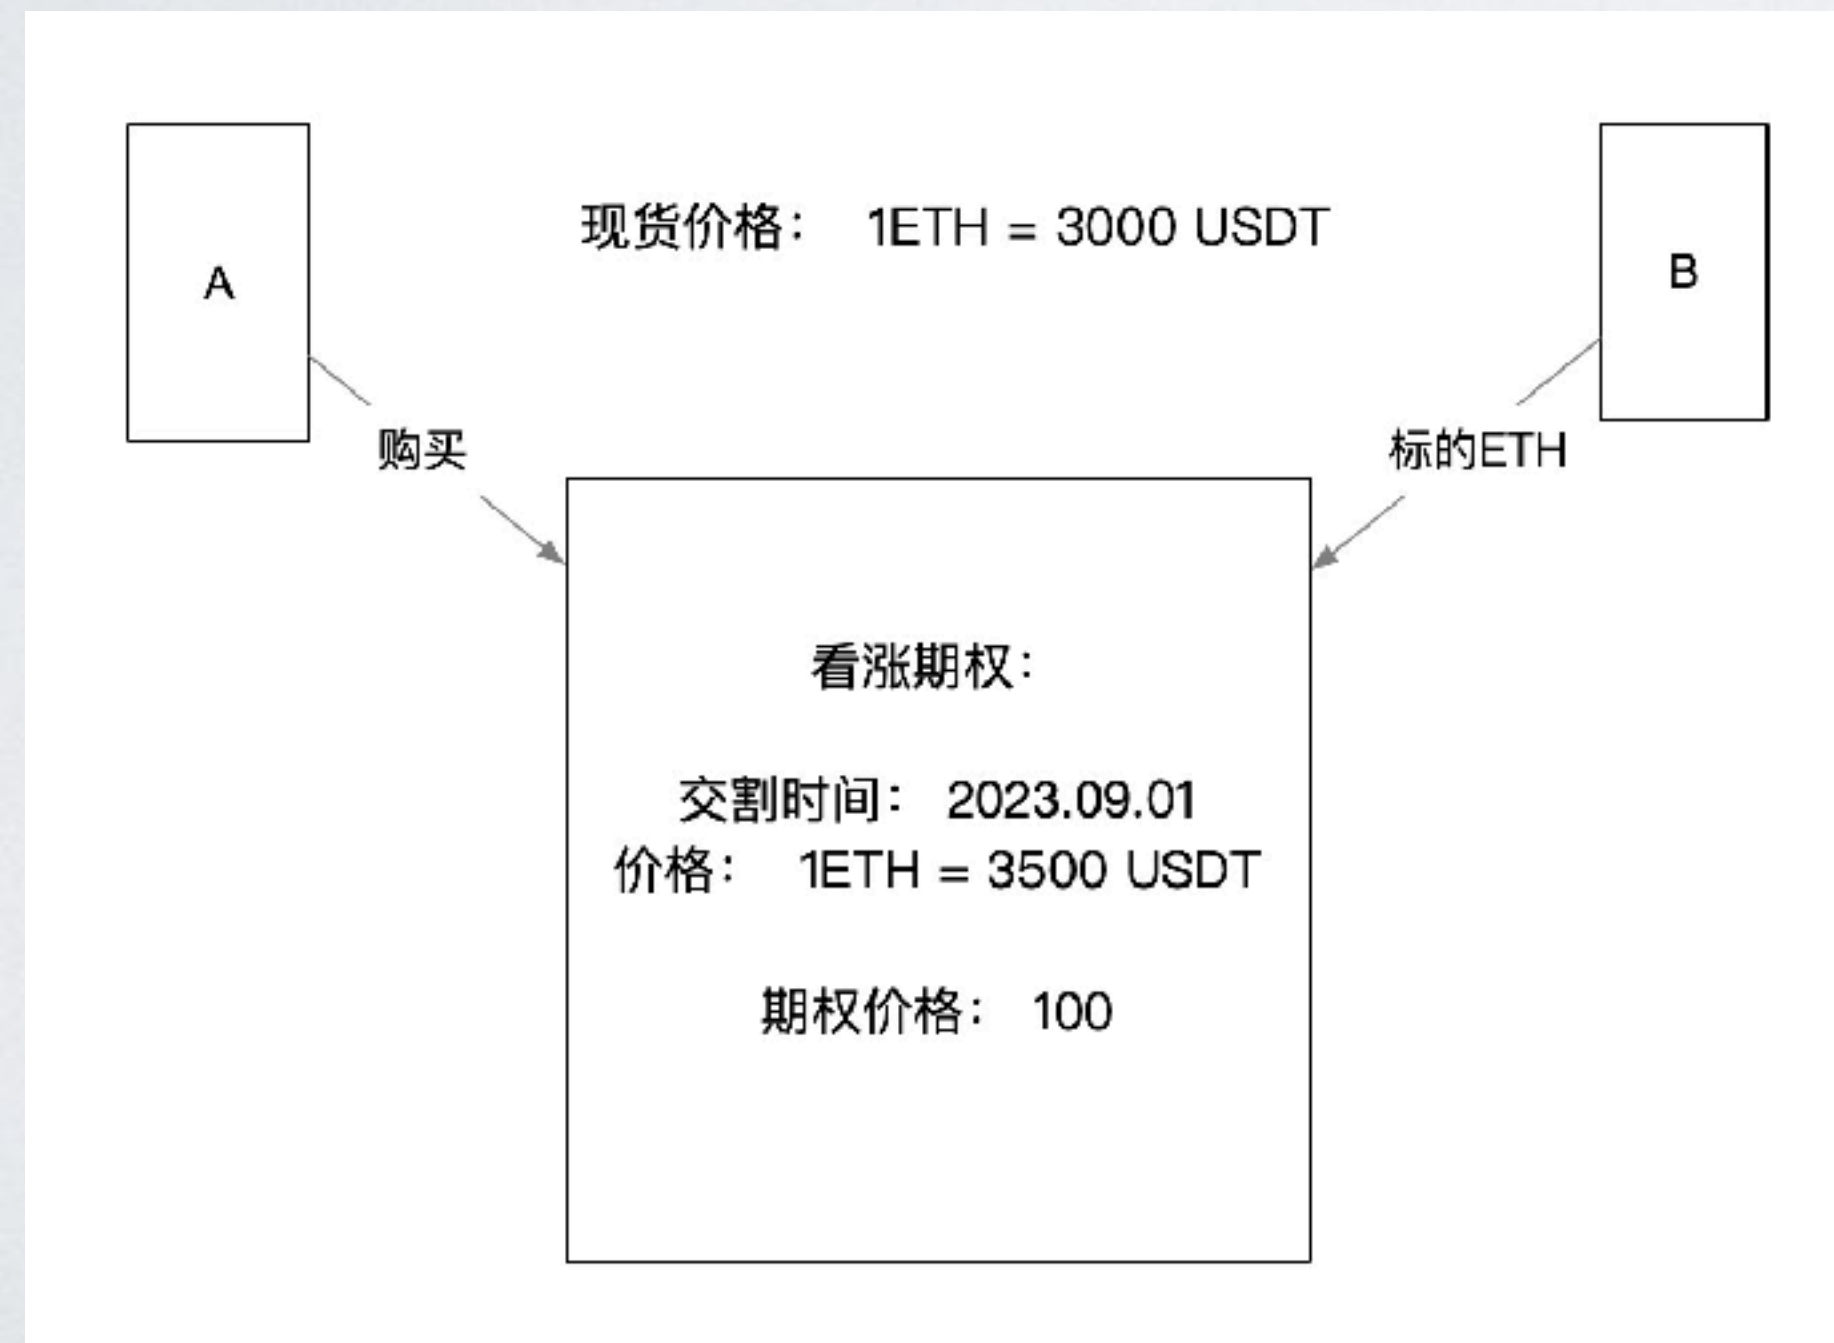 现货价格： 1ETH = 3000 USDT
A
B
购买
标的ETH
看涨期权：
交割时间： 2023.09.01
价格： 1ETH = 3500 USDT
期权价格： 100